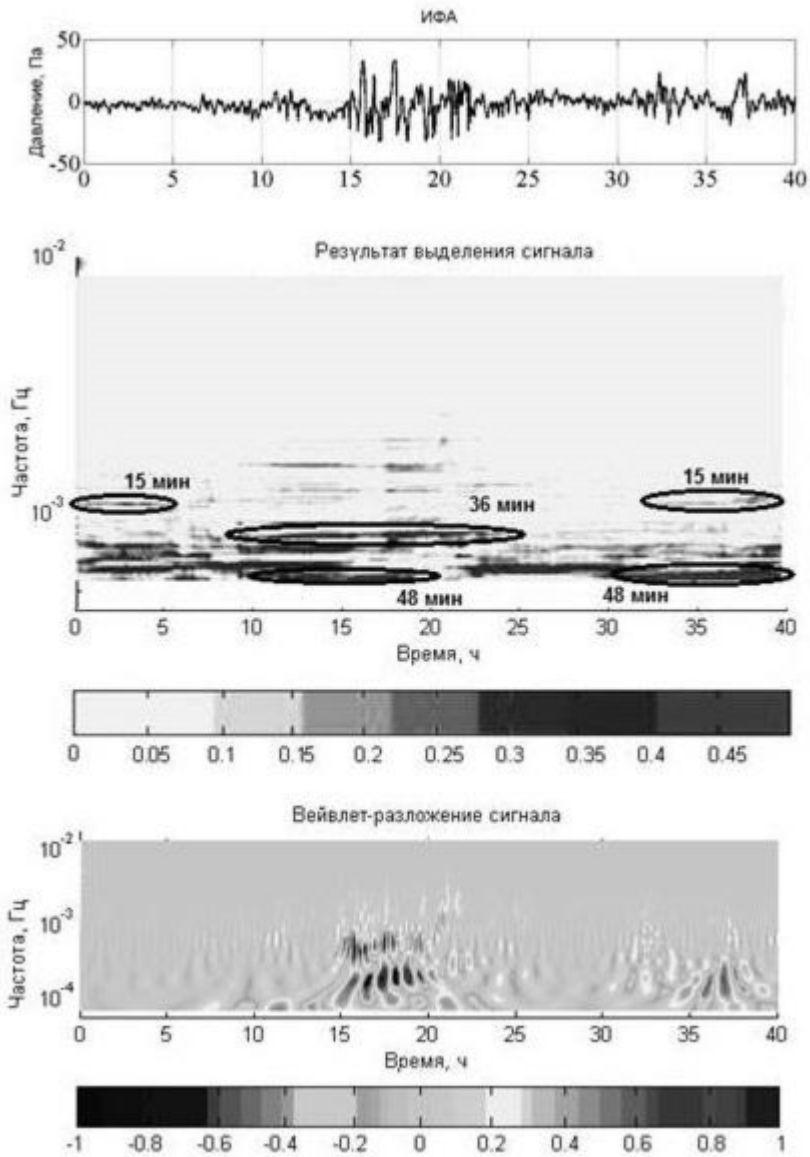 ИФА
50
0
-50
Давление, Па
0 5 10 15 20 25 30 35 40
Результат выделения сигнала
10-2
10-3
Частота, Гц
15 мин
15 мин
36 мин
48 мин
48 мин
0 5 10 15 20 25 30 35 40
Время, ч
0 0.05 0.1 0.15 0.2 0.25 0.3 0.35 0.4 0.45
Вейвлет-разложение сигнала
10-2
10-3
10-4
Частота, Гц
0 5 10 15 20 25 30 35 40
Время, ч
-1 -0.8 -0.6 -0.4 -0.2 0 0.2 0.4 0.6 0.8 1